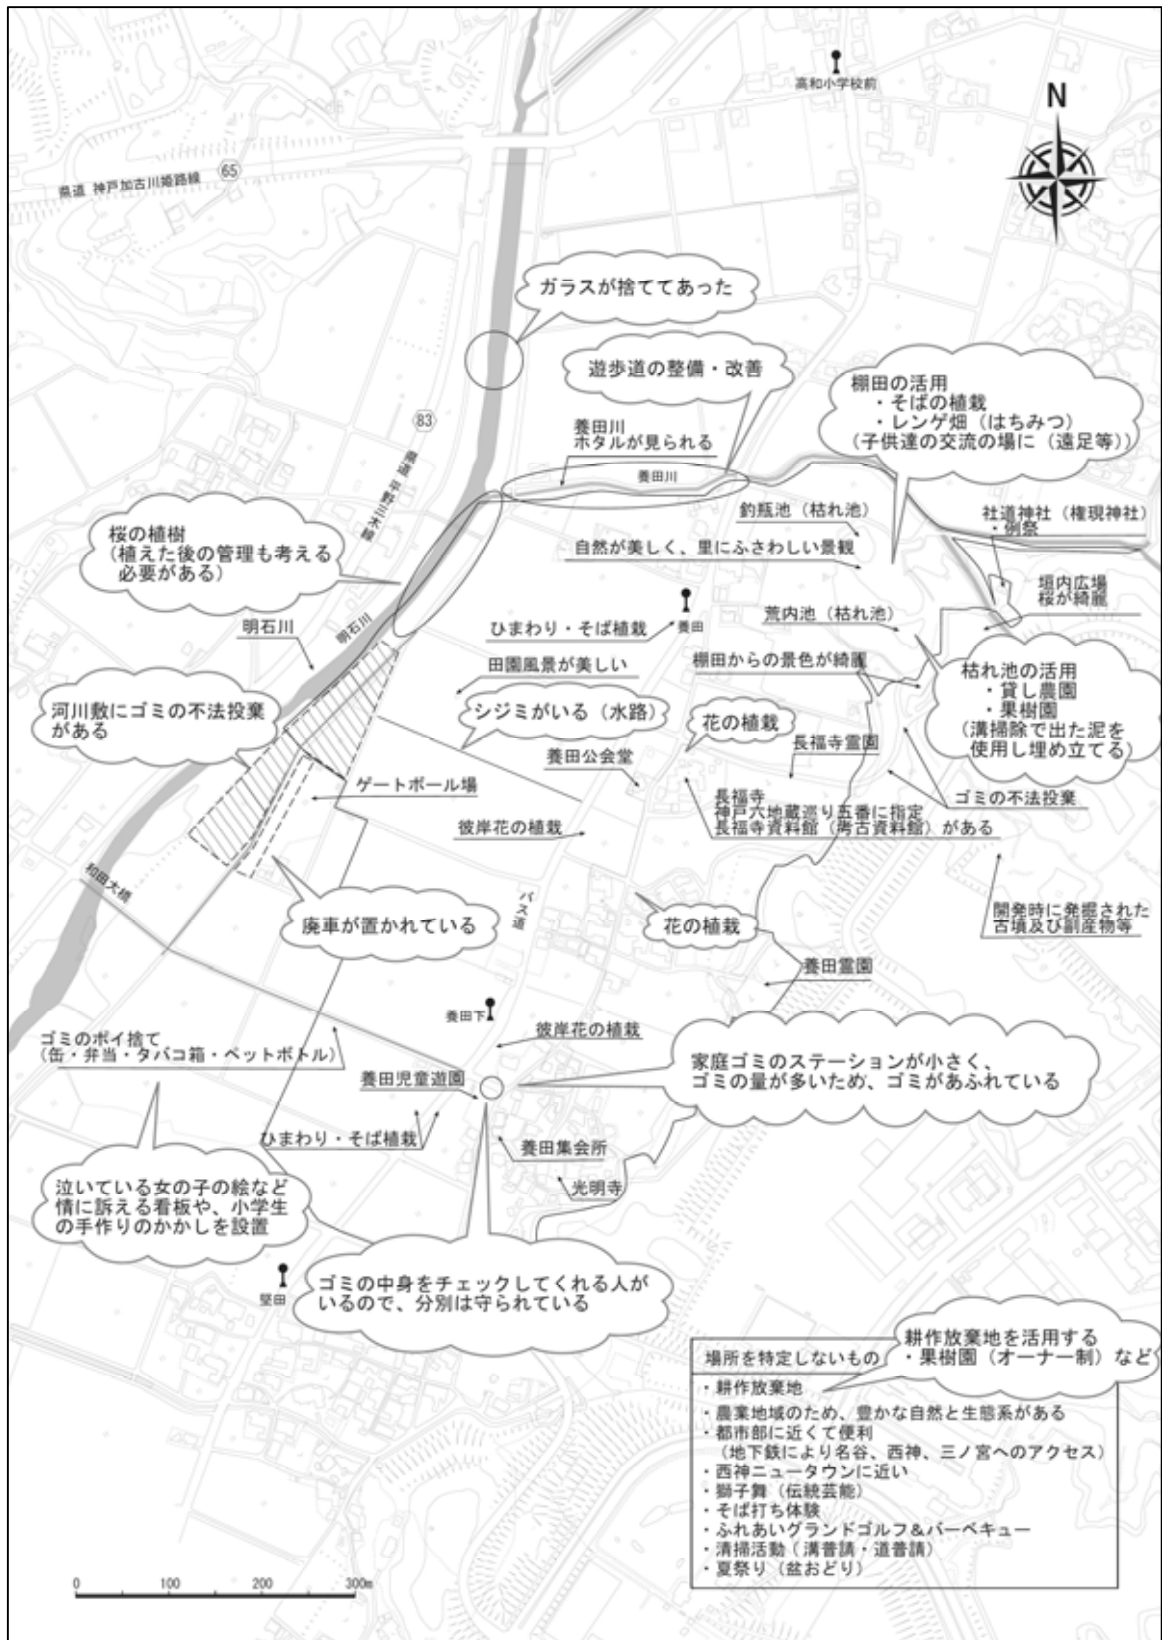 高和小学校前
N
県道 神戸加古川姫路線
65
ガラスが捨ててあった
遊歩道の整備・改善
棚田の活用
・そばの植栽
・レンゲ畑（はちみつ）
（子供達の交流の場に（遠足等））
83
県道 平野三木線
養田川
ホタルが見られる
養田川
釣瓶池（枯れ池）
社道神社（権現神社）
・例祭
桜の植樹
（植えた後の管理も考える
必要がある）
自然が美しく、里にふさわしい景観
垣内広場
桜が綺麗
明石川
明石川
ひまわり・そば植栽
養田
荒内池（枯れ池）
田園風景が美しい
棚田からの景色が綺麗
枯れ池の活用
・貸し農園
・果樹園
（溝掃除で出た泥を
使用し埋め立てる）
河川敷にゴミの不法投棄
がある
シジミがいる（水路）
花の植栽
長福寺霊園
養田公会堂
ゲートボール場
長福寺
神戸六地蔵巡り五番に指定
長福寺資料館（考古資料館）がある
ゴミの不法投棄
彼岸花の植栽
和田大橋
バス道
廃車が置かれている
花の植栽
開発時に発掘された
古墳及び副産物等
養田霊園
養田下
彼岸花の植栽
ゴミのポイ捨て
（缶・弁当・タバコ箱・ペットボトル）
家庭ゴミのステーションが小さく、
ゴミの量が多いため、ゴミがあふれている
養田児童遊園
ひまわり・そば植栽
養田集会所
光明寺
泣いている女の子の絵など
情に訴える看板や、小学生
の手作りのかかしを設置
堅田
ゴミの中身をチェックしてくれる人が
いるので、分別は守られている
耕作放棄地を活用する
・果樹園（オーナー制）など
場所を特定しないもの
・耕作放棄地
・農業地域のため、豊かな自然と生態系がある
・都市部に近くて便利
（地下鉄により名谷、西神、三ノ宮へのアクセス）
・西神ニュータウンに近い
・獅子舞（伝統芸能）
・そば打ち体験
・ふれあいグランドゴルフ＆バーベキュー
・清掃活動（溝普請・道普請）
・夏祭り（盆おどり）
0 100 200 300m